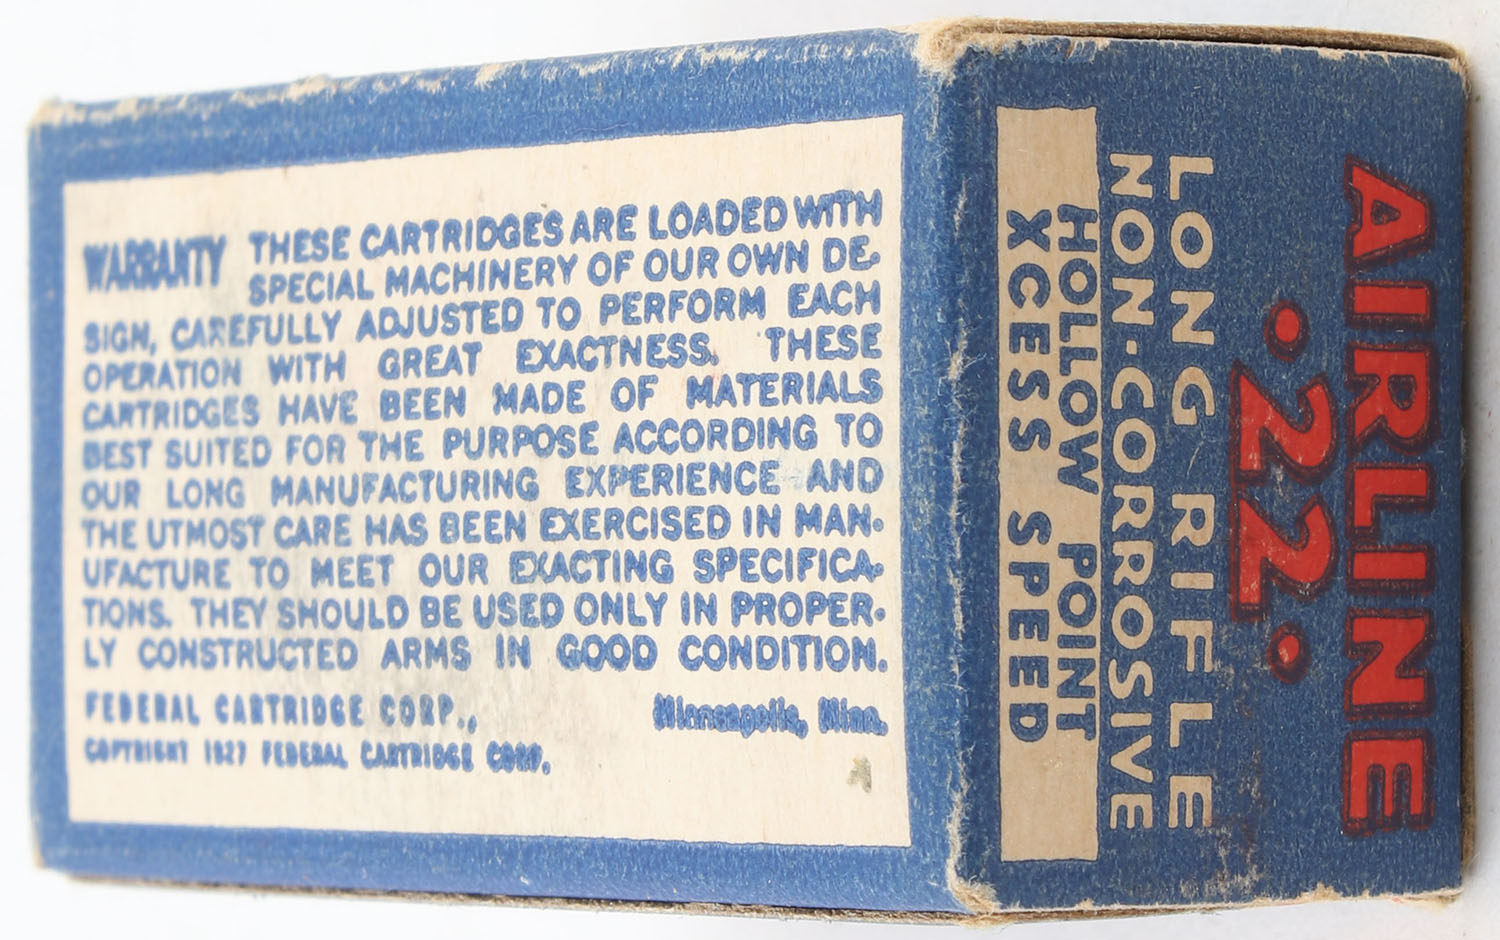 WARRANTY THESE CARTRIDGES ARE LOADED WITH
SPECIAL MACHINERY OF OUR OWN DE-
SIGN, CAREFULLY ADJUSTED TO PERFORM EACH
OPERATION WITH GREAT EXACTNESS. THESE
CARTRIDGES HAVE BEEN MADE OF MATERIALS
BEST SUITED FOR THE PURPOSE ACCORDING TO
OUR LONG MANUFACTURING EXPERIENCE AND
THE UTMOST CARE HAS BEEN EXERCISED IN MAN-
UFACTURE TO MEET OUR EXACTING SPECIFICA-
TIONS. THEY SHOULD BE USED ONLY IN PROPER-
LY CONSTRUCTED ARMS IN GOOD CONDITION.
FEDERAL CARTRIDGE CORP., Minneapolis, Minn.
COPYRIGHT 1927 FEDERAL CARTRIDGE CORP.
AIRLINE
.22.
LONG RIFLE
NON-CORROSIVE
HOLLOW POINT
XCESS SPEED